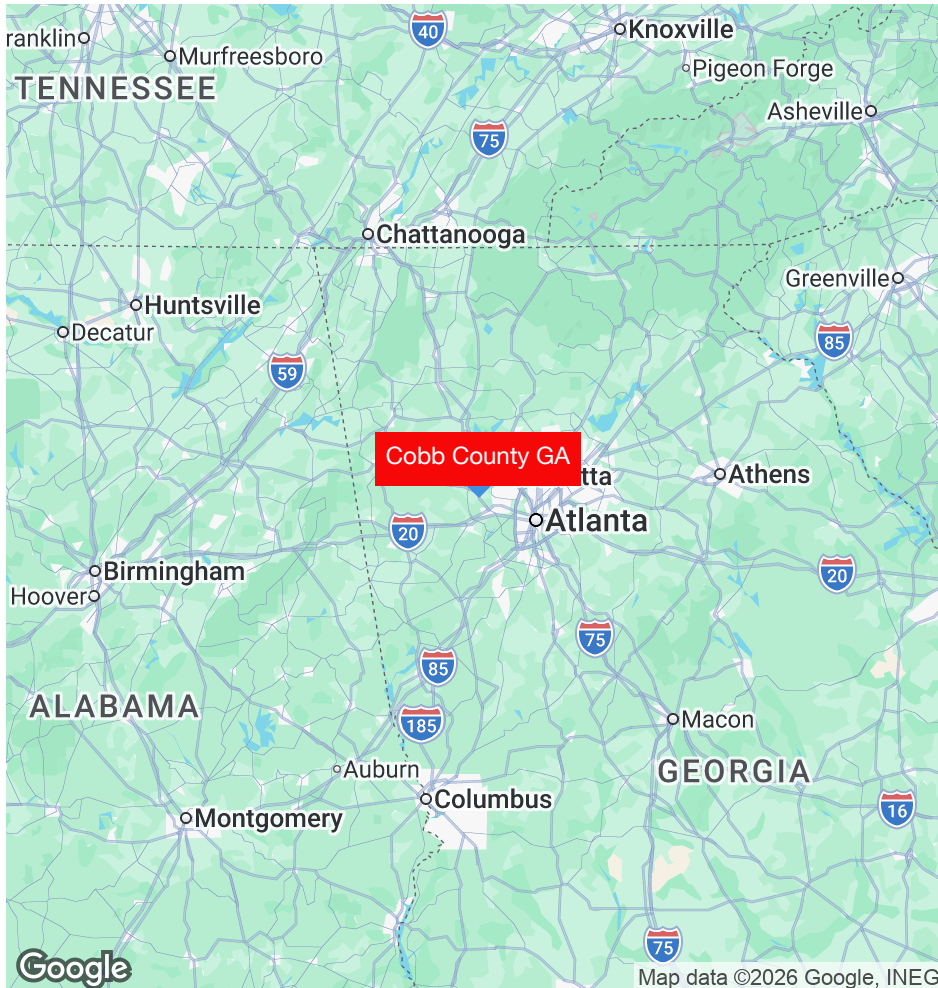 40
Knoxville
ranklin
Murfreesboro
Pigeon Forge
TENNESSEE
Asheville
75
Chattanooga
Greenville
Huntsville
Decatur
85
59
Cobb County GA
tta
Athens
Atlanta
20
Birmingham
20
Hoover
75
85
ALABAMA
185
Macon
Auburn
GEORGIA
Columbus
16
Montgomery
75
Google
Map data ©2026 Google, INEG